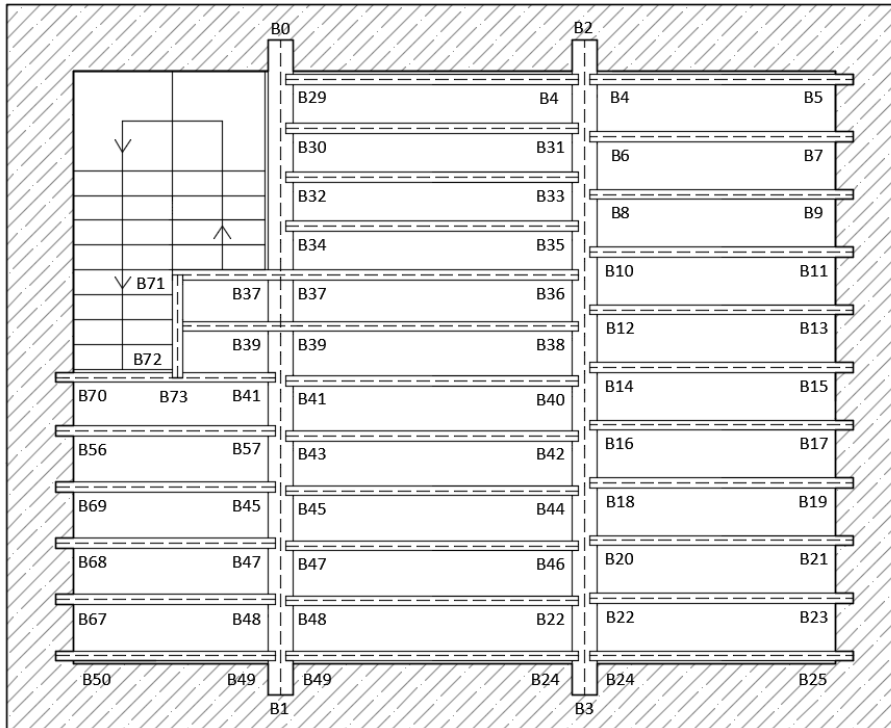 B0 B2
B29 B4 B4 B5
B30 B31 B6 B7
B32 B33 B8 B9
B34 B35 B10 B11
B71 B37 B37 B36
B12 B13
B39 B39 B38
B72 B14 B15
B70 B73 B41 B41 B40
B16 B17
B56 B57 B43 B42
B18 B19
B69 B45 B45 B44
B20 B21
B68 B47 B47 B46
B67 B48 B48 B22 B22 B23
B50 B49 B49 B24 B24 B25
B1 B3